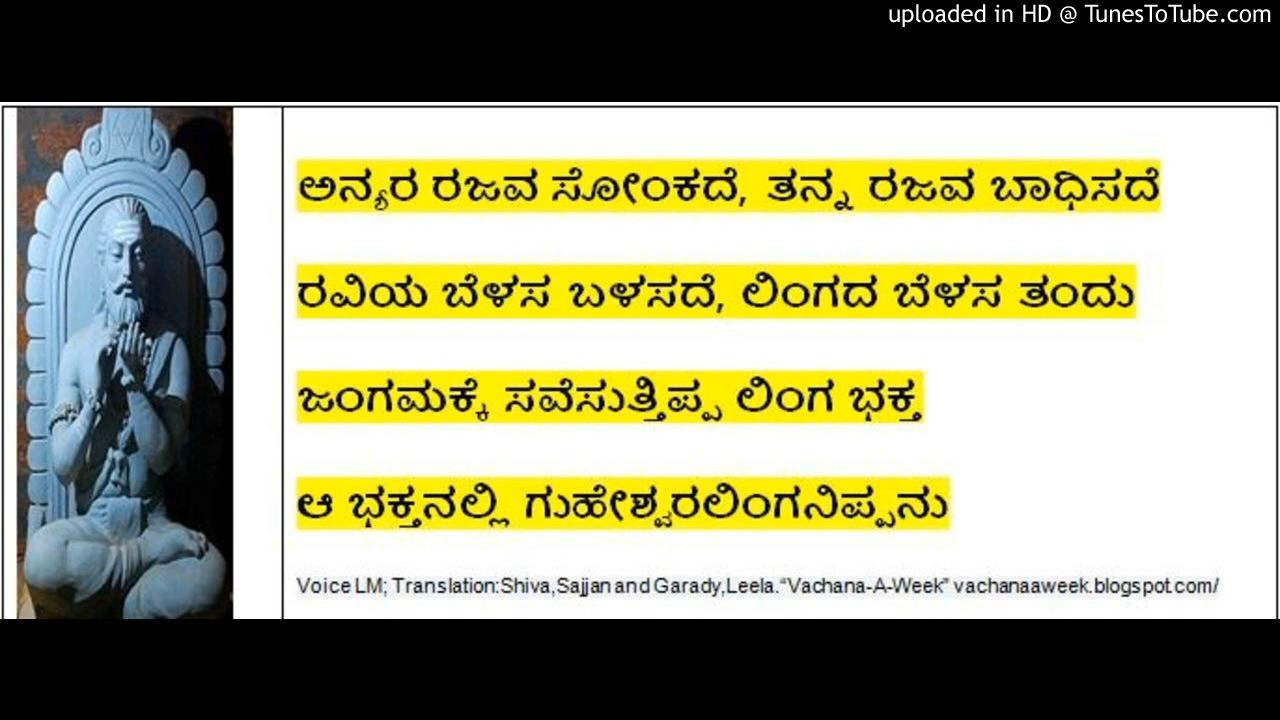 uploaded in HD @ TunesToTube.com
ಅನ್ಯರ ರಜವ ಸೋಂಕದೆ, ತನ್ನ ರಜವ ಬಾಧಿಸದೆ
ರವಿಯ ಬೆಳಸ ಬಳಸದೆ, ಲಿಂಗದ ಬೆಳಸ ತಂದು
ಜಂಗಮಕ್ಕೆ ಸವೆಸುತ್ತಿಪ್ಪ ಲಿಂಗ ಭಕ್ತ
ಆ ಭಕ್ತನಲ್ಲಿ ಗುಹೇಶ್ವರಲಿಂಗನಿಪ್ಪನು
Voice LM; Translation:Shiva,Sajjan and Garady,Leela.“Vachana-A-Week” vachanaaweek.blogspot.com/